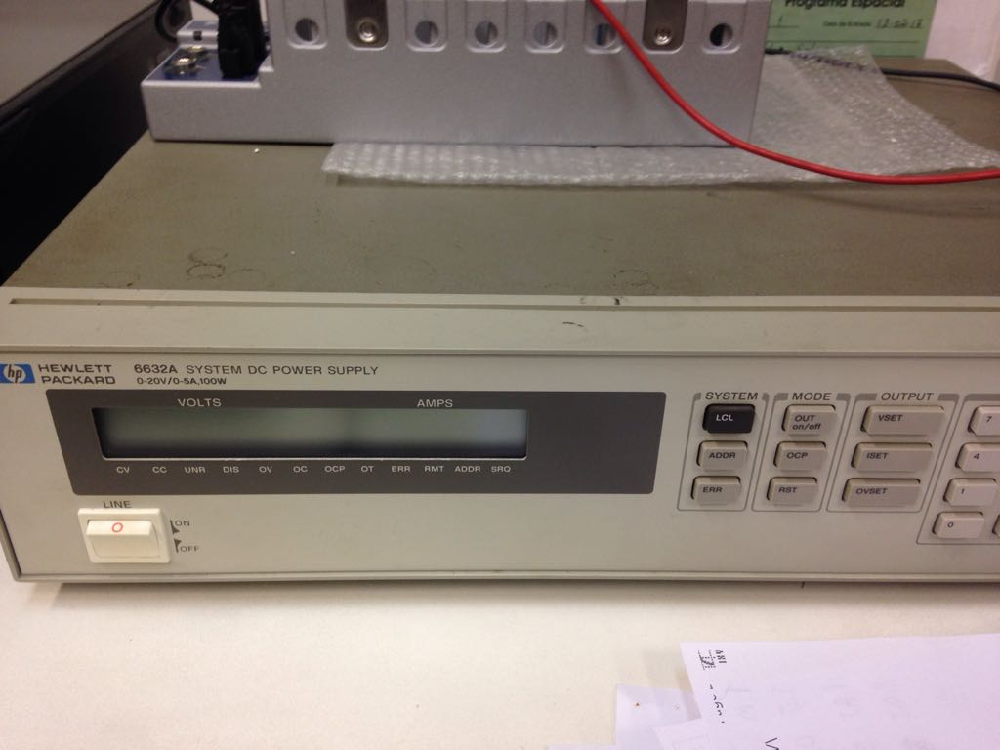 Programa Espacial
hp HEWLETT PACKARD
6632A SYSTEM DC POWER SUPPLY
0-20V/0-5A,100W
VOLTS AMPS
CV CC UNR DIS OV OC OCP OT ERR RMT ADDR SRQ
LINE
O
ON
OFF
SYSTEM MODE OUTPUT
LCL OUT on/off VSET 7
ADDR OCP ISET 4
ERR RST OVSET 1
0